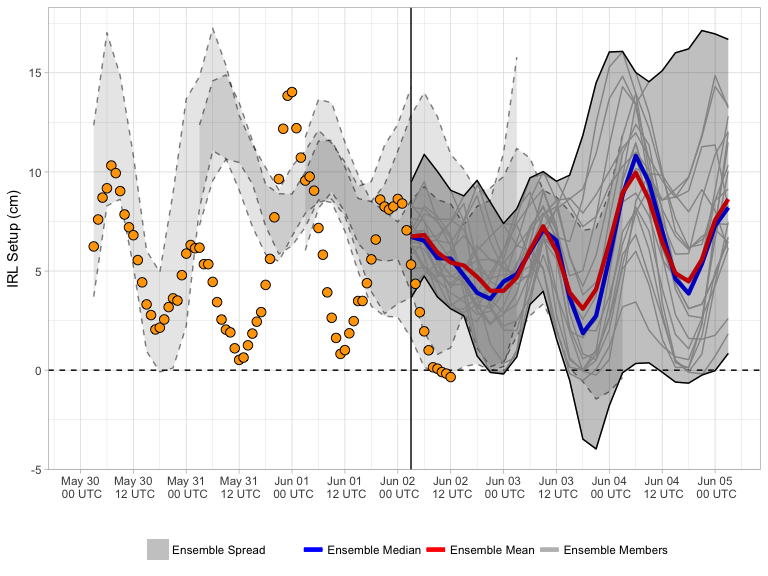 IRL Setup (cm)
15
10
5
0
-5
May 30 May 30 May 31 May 31 Jun 01 Jun 01 Jun 02 Jun 02 Jun 03 Jun 03 Jun 04 Jun 04 Jun 05
00 UTC 12 UTC 00 UTC 12 UTC 00 UTC 12 UTC 00 UTC 12 UTC 00 UTC 12 UTC 00 UTC 12 UTC 00 UTC
Ensemble Spread Ensemble Median Ensemble Mean Ensemble Members